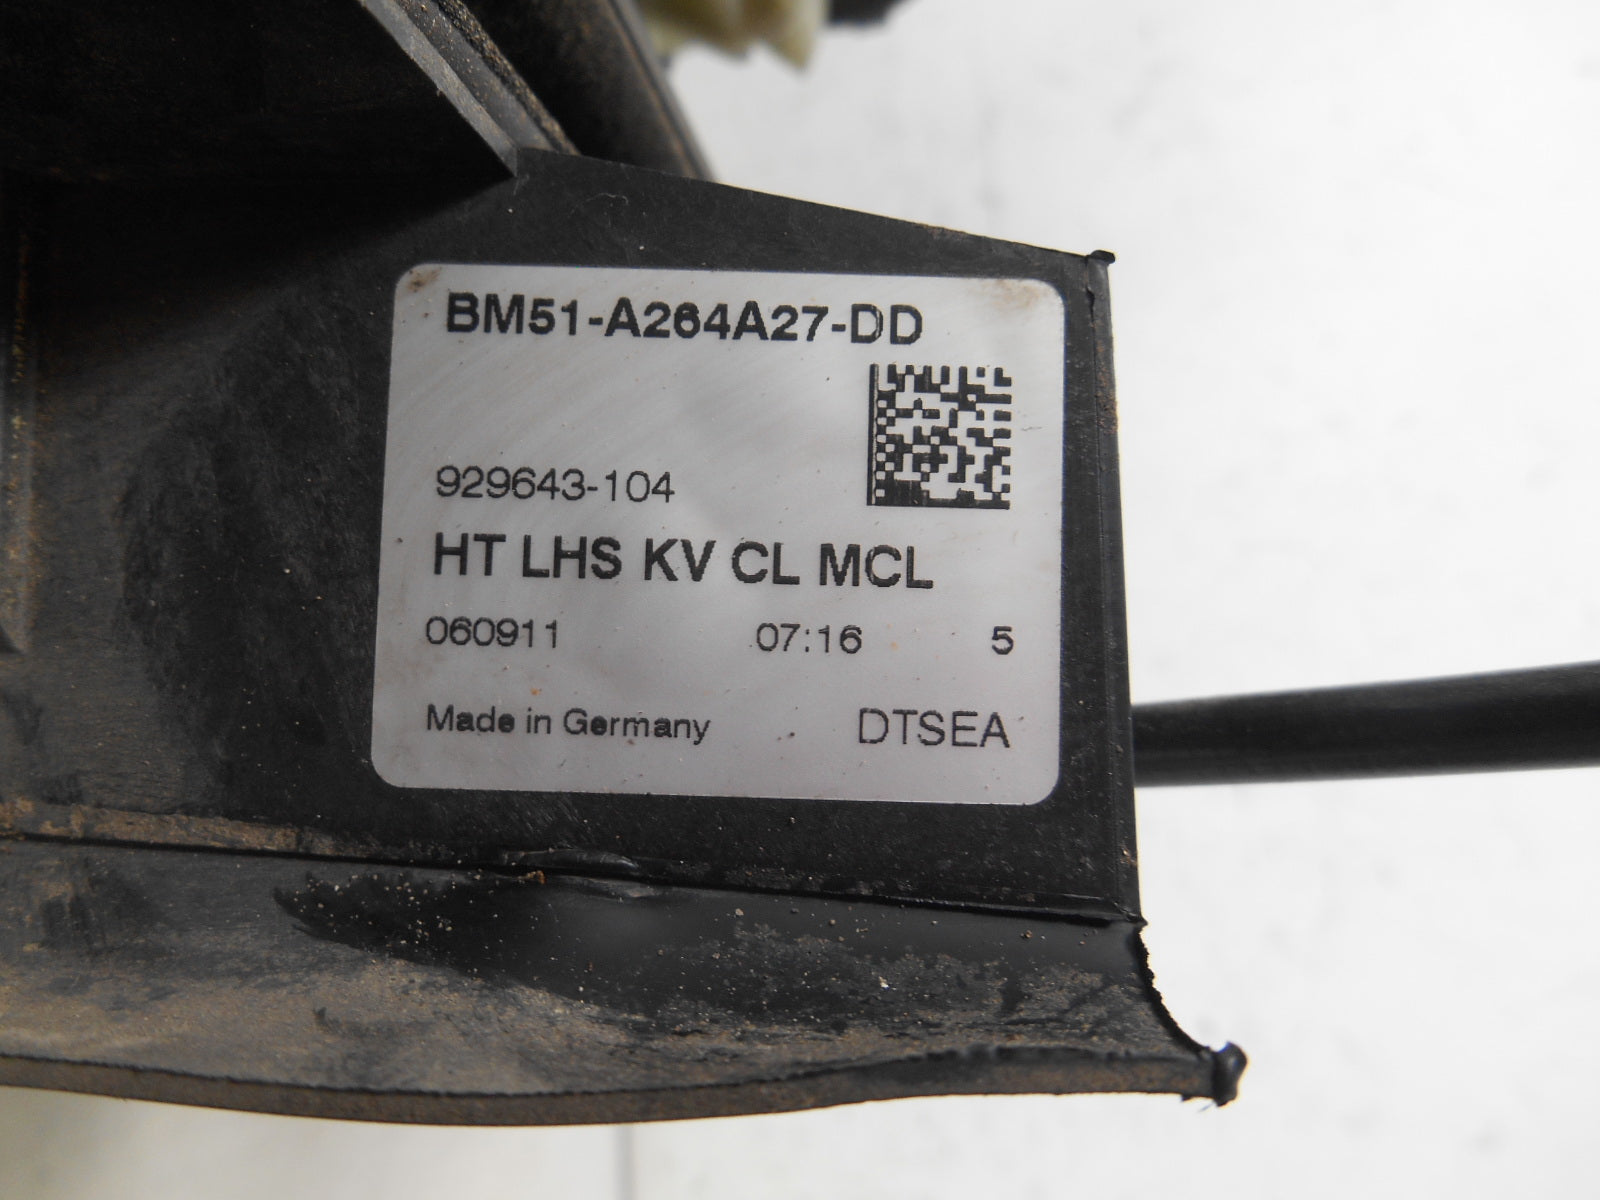 BM51-A264A27-DD
929643-104
HT LHS KV CL MCL
060911 07:16 5
Made in Germany DTSEA